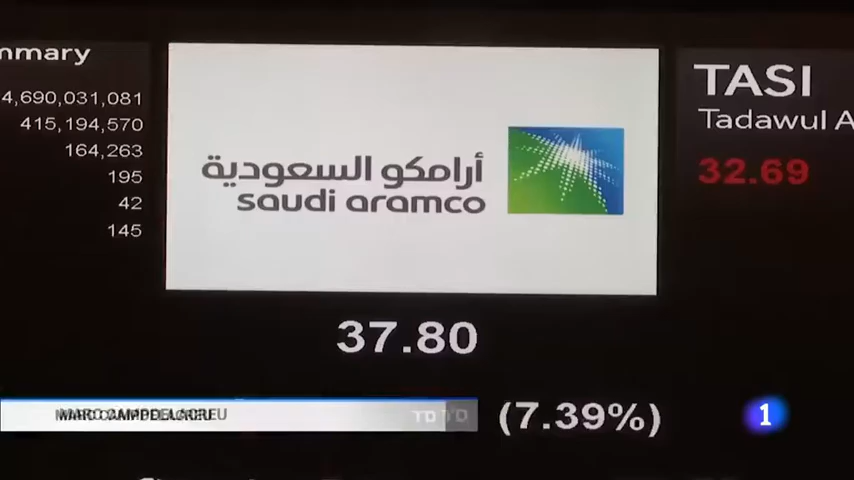 mmary
4,690,031,081
415,194,570
164,263
195
42
145
أرامكو السعودية
saudi aramco
TASI
Tadawul A
32.69
37.80
(7.39%)
1